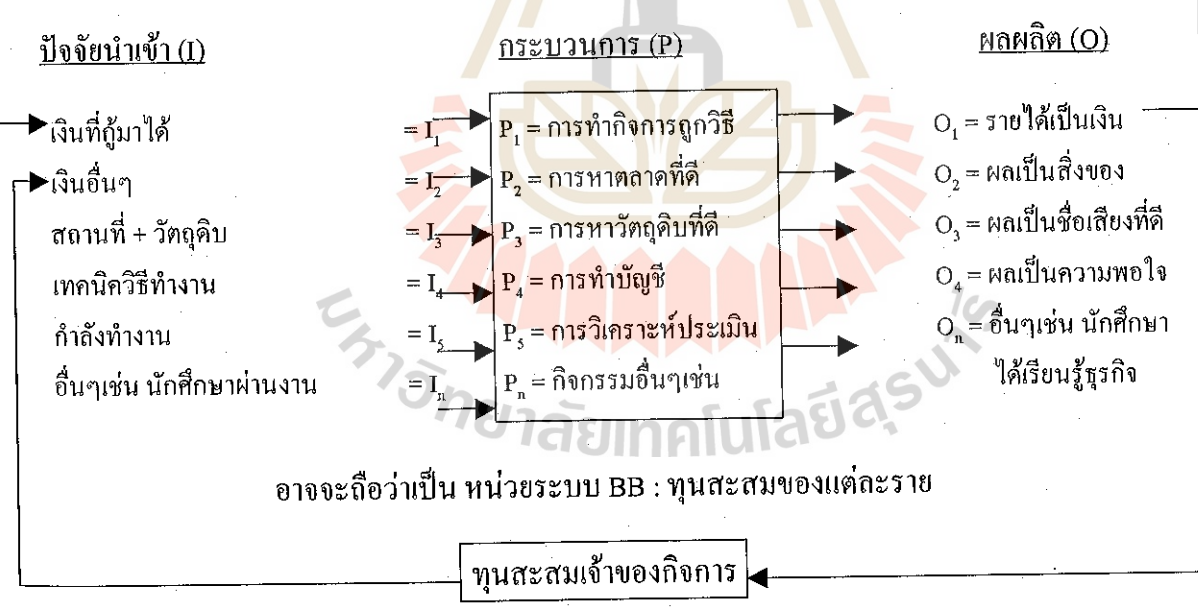 ปัจจัยนำเข้า (I) กระบวนการ (P) ผลผลิต (O)
เงินที่กู้มาได้ = I1 P1 = การทำกิจการถูกวิธี O1 = รายได้เป็นเงิน
เงินอื่นๆ = I2 P2 = การหาตลาดที่ดี O2 = ผลเป็นสิ่งของ
สถานที่ + วัตถุดิบ = I3 P3 = การหาวัตถุดิบที่ดี O3 = ผลเป็นชื่อเสียงที่ดี
เทคนิควิธีทำงาน = I4 P4 = การทำบัญชี O4 = ผลเป็นความพอใจ
กำลังทำงาน = I5 P5 = การวิเคราะห์ประเมิน On = อื่นๆเช่น นักศึกษา
อื่นๆเช่น นักศึกษาผ่านงาน = In Pn = กิจกรรมอื่นๆเช่น ได้เรียนรู้ธุรกิจ
มหาวิทยาลัยเทคโนโลยีสุรนารี
อาจจะถือว่าเป็น หน่วยระบบ BB : ทุนสะสมของแต่ละราย
ทุนสะสมเจ้าของกิจการ